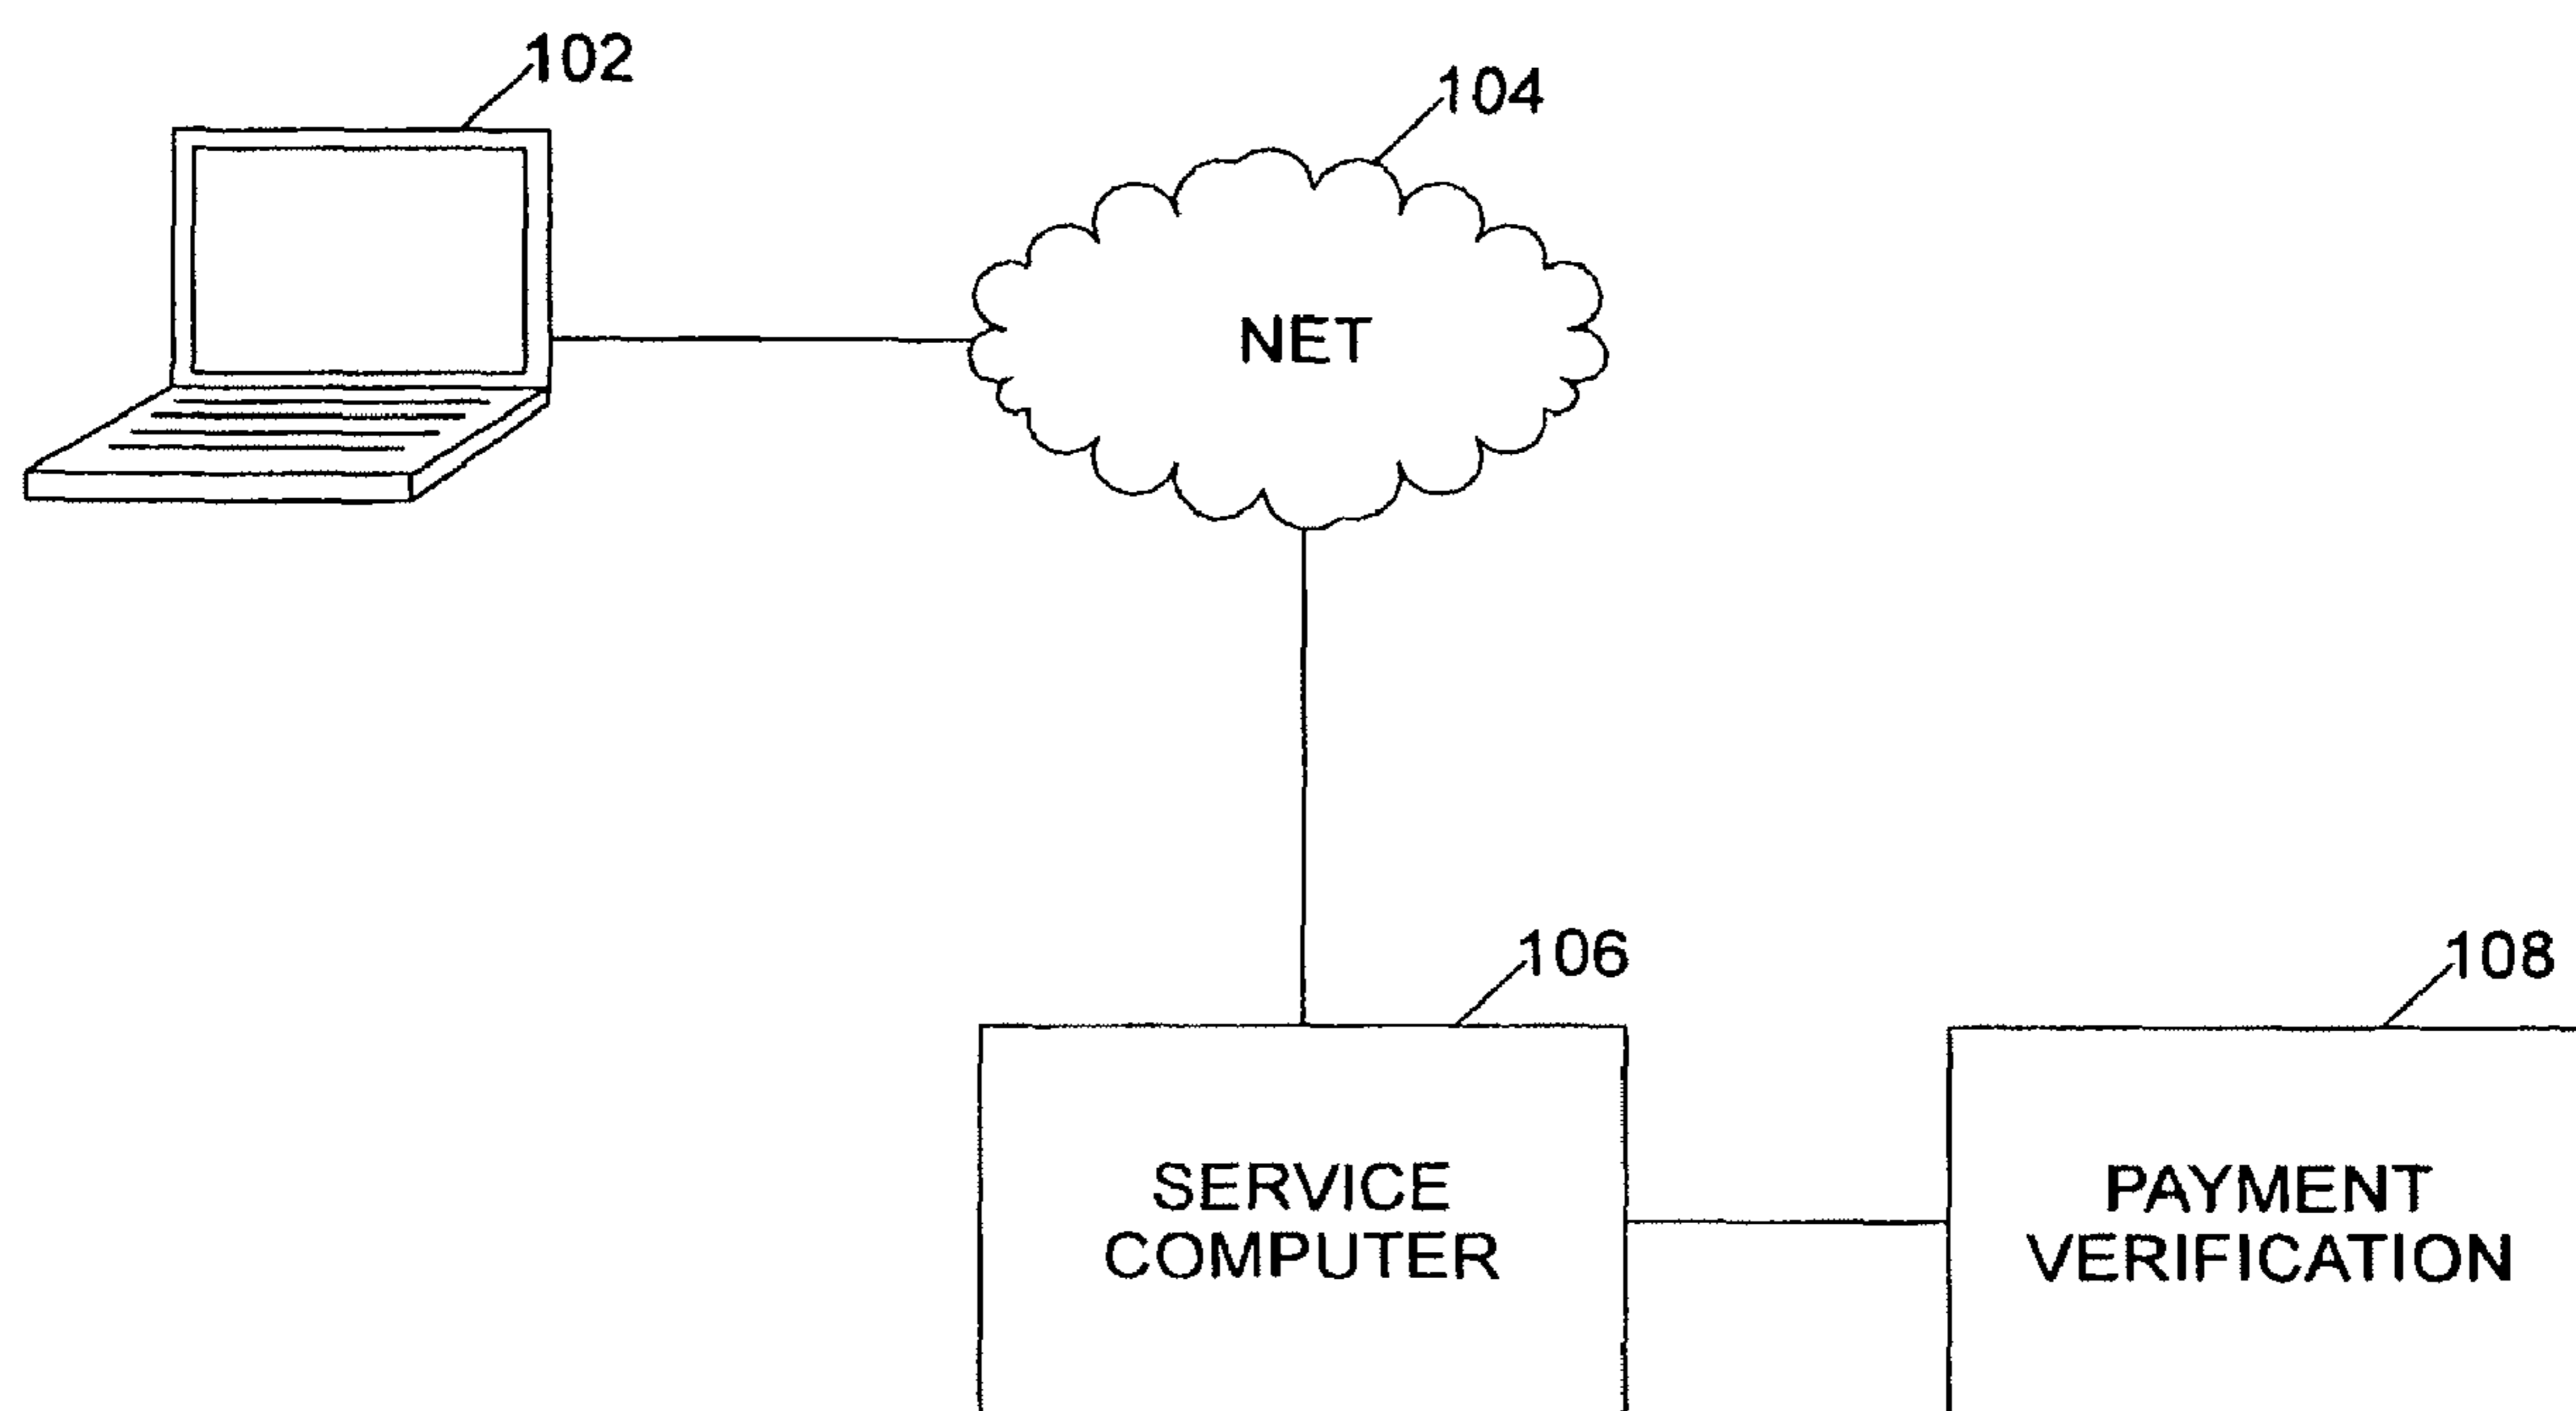 102
104
NET
106
108
SERVICE
COMPUTER
PAYMENT
VERIFICATION